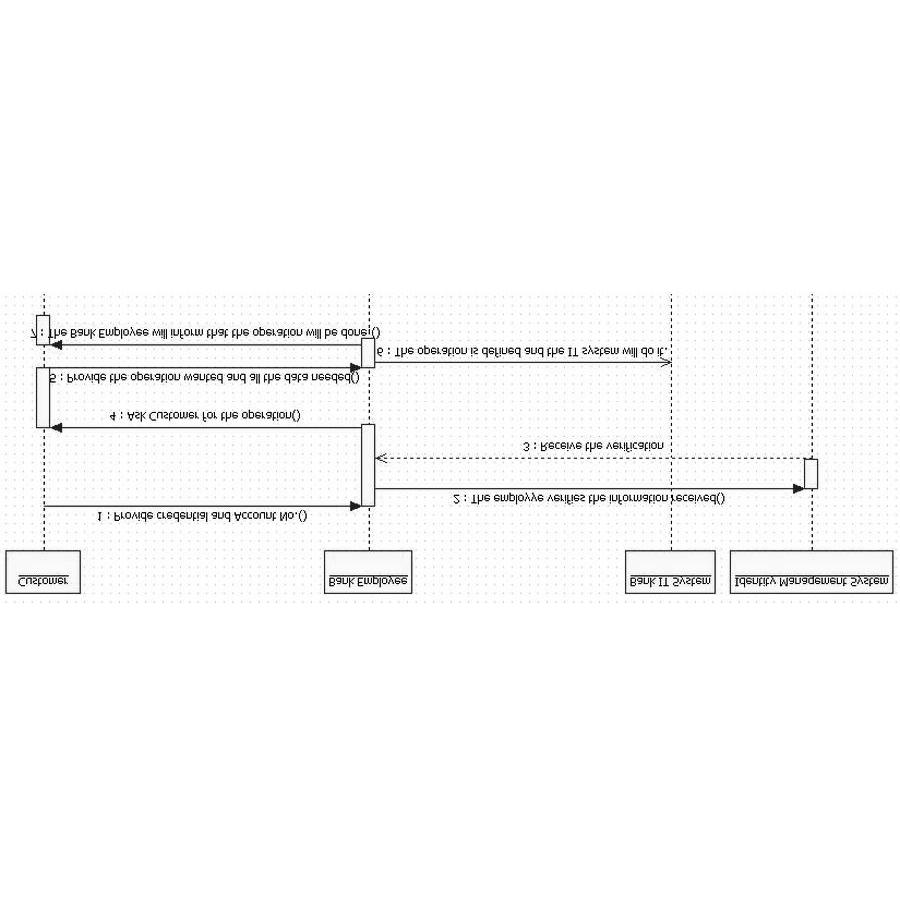 Customer
Bank Employee
Bank IT System
Identity Management System
1 : Provide credential and Account No.()
2 : The employye verifies the information received()
3 : Receive the verification
4 : Ask Customer for the operation()
5 : Provide the operation wanted and all the data needed()
6 : The operation is defined and the IT system will do it.
7 : The Bank Employee will inform that the operation will be done.()